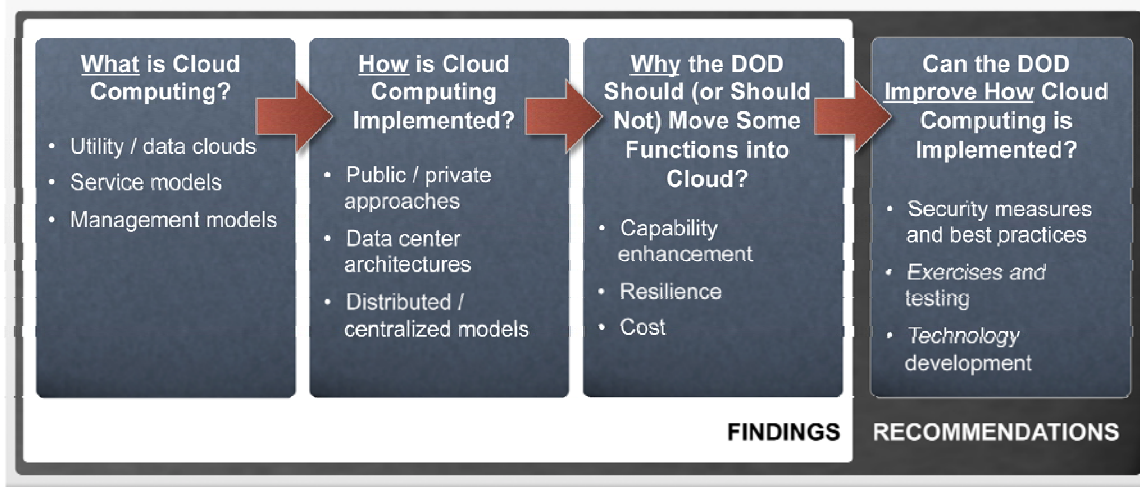 What is Cloud
Computing?
• Utility / data clouds
• Service models
• Management models
How is Cloud
Computing
Implemented?
• Public / private
approaches
• Data center
architectures
• Distributed /
centralized models
Why the DOD
Should (or Should
Not) Move Some
Functions into
Cloud?
• Capability
enhancement
• Resilience
• Cost
FINDINGS
Can the DOD
Improve How Cloud
Computing is
Implemented?
• Security measures
and best practices
• Exercises and
testing
• Technology
development
RECOMMENDATIONS